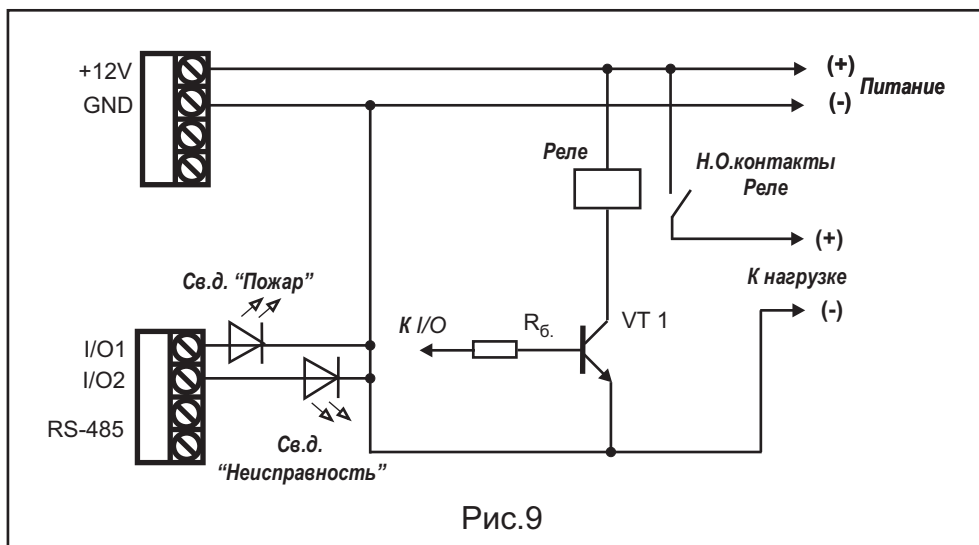 +12V
GND
(+)
Питание
(-)
Реле
Н.О.контакты
Реле
(+)
К нагрузке
(-)
Св.д. “Пожар”
I/O1
I/O2
RS-485
К I/O
Rб.
VT 1
Св.д.
“Неисправность”
Рис.9